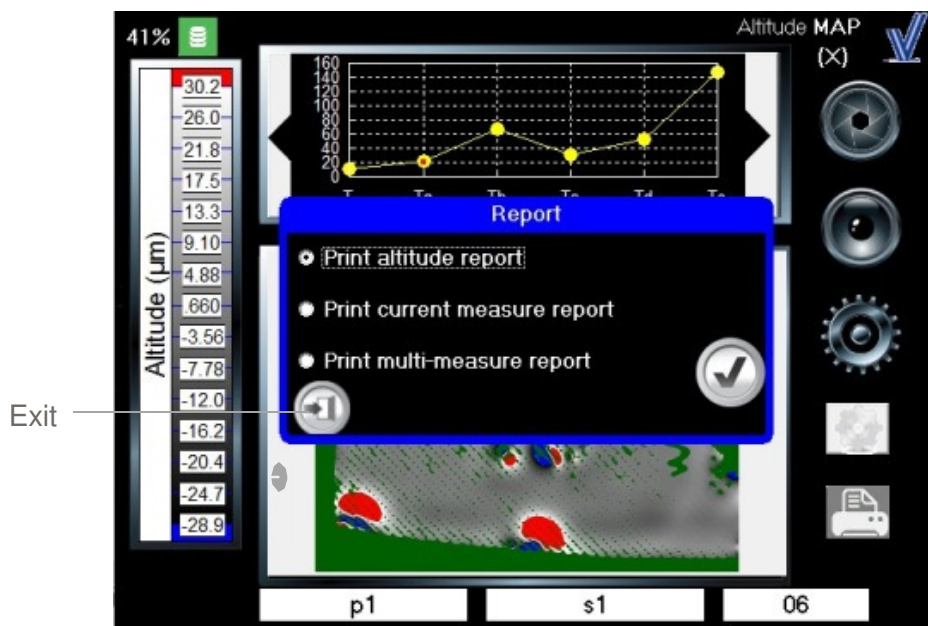 41%
Altitude MAP
(X)
Altitude (µm)
30.2
26.0
21.8
17.5
13.3
9.10
4.88
.660
-3.56
-7.78
-12.0
-16.2
-20.4
-24.7
-28.9
160
140
120
100
80
60
40
20
0
Report
Print altitude report
Print current measure report
Print multi-measure report
Exit
p1
s1
06